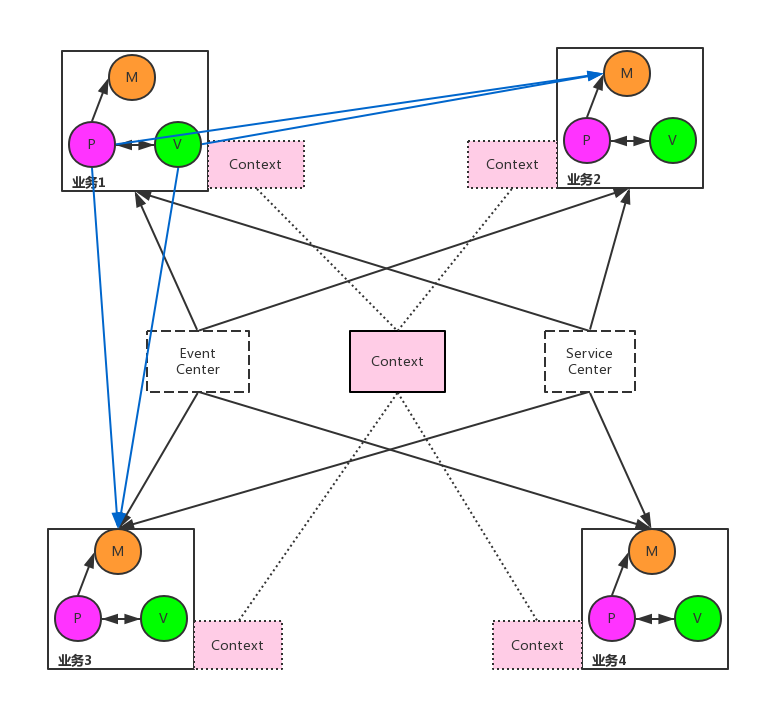 M
P
V
Context
业务1
M
P
V
Context
业务2
Event
Center
Context
Service
Center
M
P
V
Context
业务3
M
P
V
Context
业务4